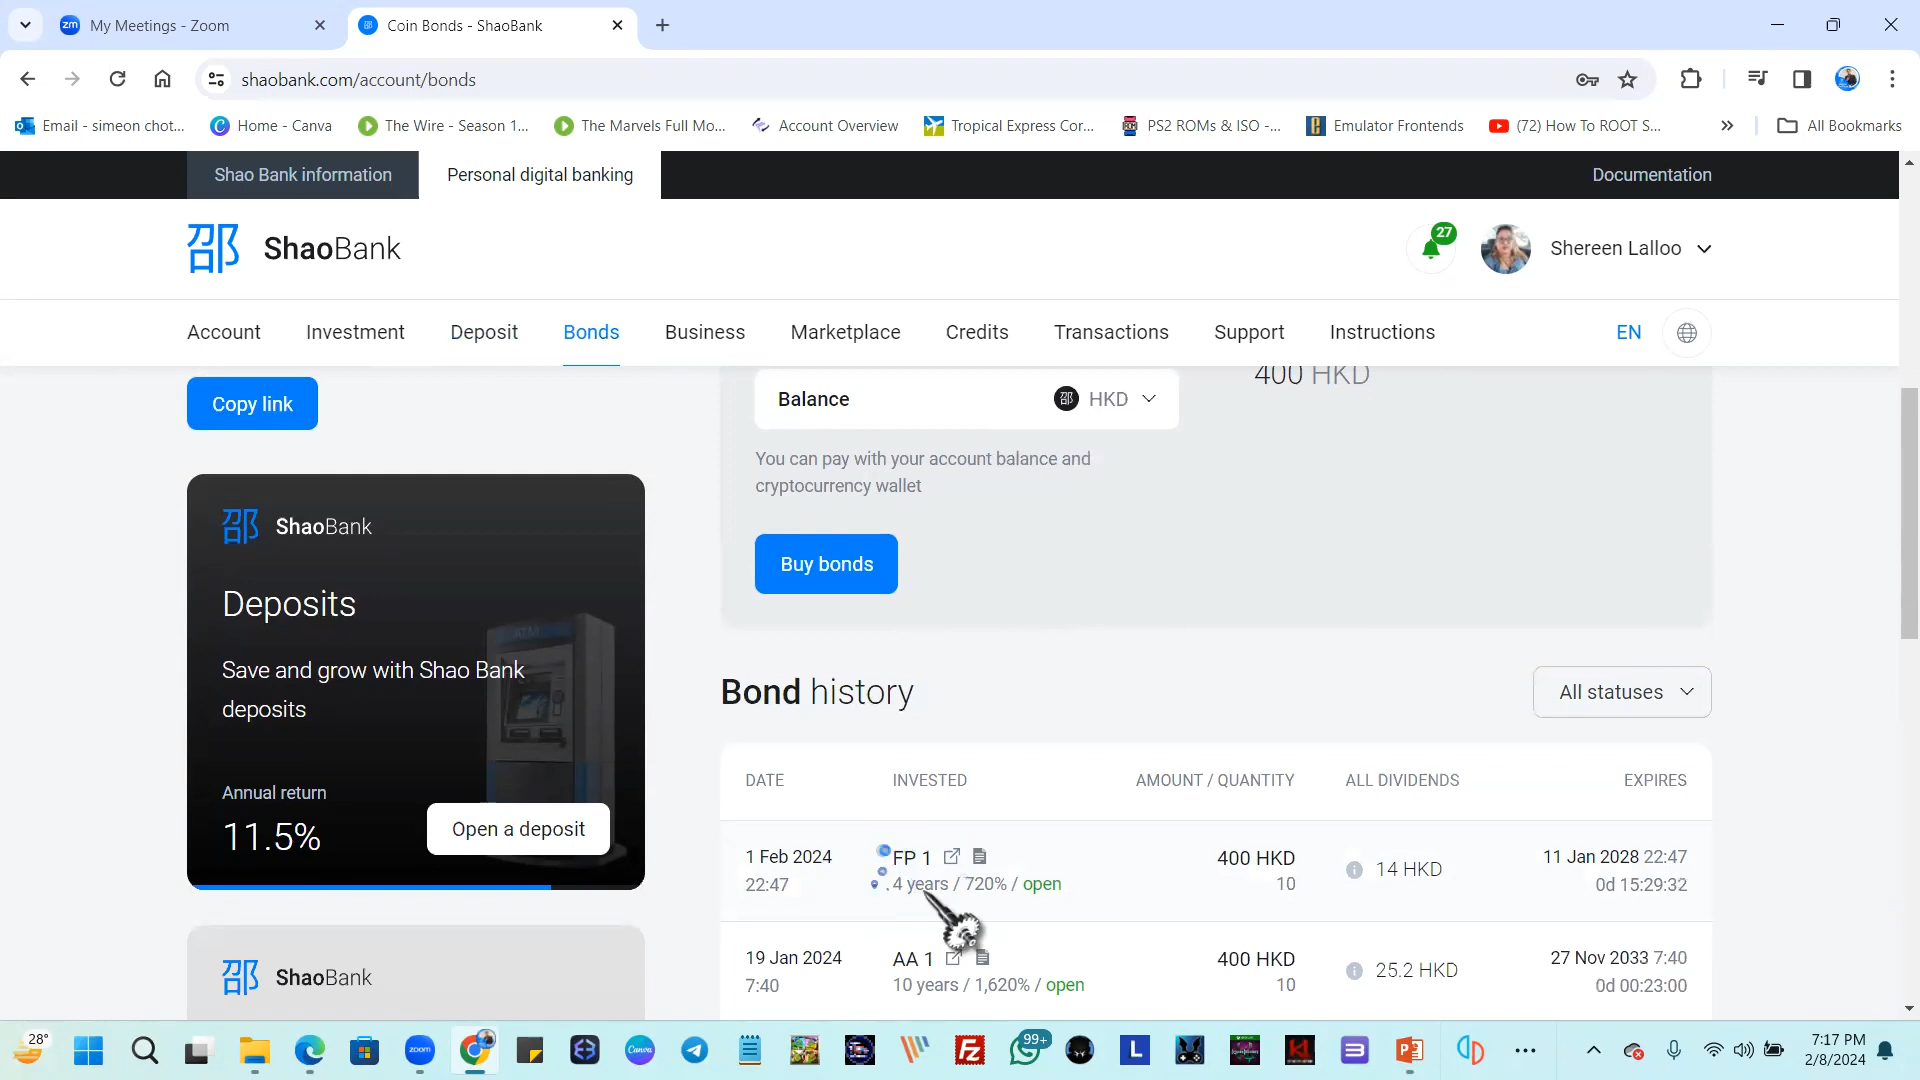 My Meetings - Zoom
Coin Bonds - ShaoBank
shaobank.com/account/bonds
Email - simeon chot...
Home - Canva
The Wire - Season 1...
The Marvels Full Mo...
Account Overview
Tropical Express Cor...
PS2 ROMs & ISO -...
Emulator Frontends
(72) How To ROOT S...
All Bookmarks
Shao Bank information
Personal digital banking
Documentation
邵 ShaoBank
27
Shereen Lalloo
Account
Investment
Deposit
Bonds
Business
Marketplace
Credits
Transactions
Support
Instructions
EN
Copy link
Balance
邵 HKD
400 HKD
You can pay with your account balance and
cryptocurrency wallet
Buy bonds
邵 ShaoBank
Deposits
Save and grow with Shao Bank
deposits
Annual return
11.5%
Open a deposit
邵 ShaoBank
Bond history
All statuses
DATE INVESTED AMOUNT / QUANTITY ALL DIVIDENDS EXPIRES
1 Feb 2024 FP 1 400 HKD 14 HKD 11 Jan 2028 22:47
22:47 4 years / 720% / open 10 0d 15:29:32
19 Jan 2024 AA 1 400 HKD 25.2 HKD 27 Nov 2033 7:40
7:40 10 years / 1,620% / open 10 0d 00:23:00
28°
zoom
Canva
99+
7:17 PM
2/8/2024